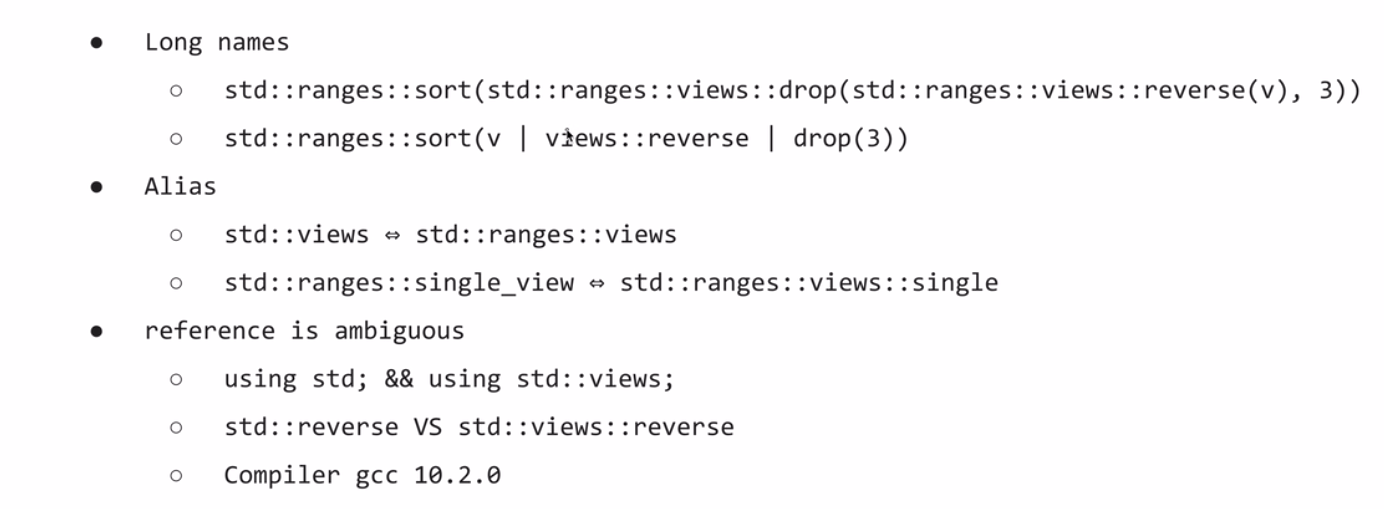 ● Long names
○ std::ranges::sort(std::ranges::views::drop(std::ranges::views::reverse(v), 3))
○ std::ranges::sort(v | views::reverse | drop(3))
● Alias
○ std::views ⇔ std::ranges::views
○ std::ranges::single_view ⇔ std::ranges::views::single
● reference is ambiguous
○ using std; && using std::views;
○ std::reverse VS std::views::reverse
○ Compiler gcc 10.2.0